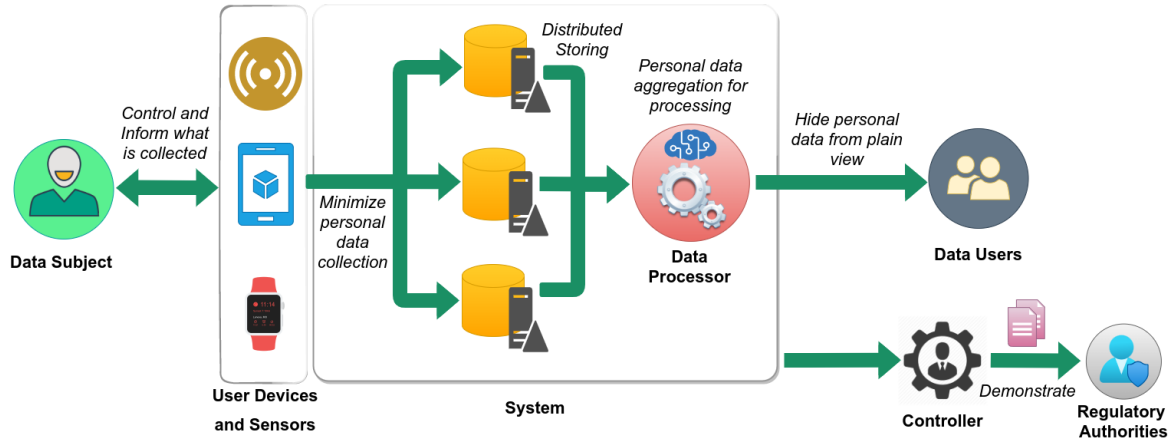 Control and
Inform what
is collected
Data Subject
User Devices
and Sensors
Minimize
personal
data
collection
Distributed
Storing
System
Personal data
aggregation for
processing
Data
Processor
Hide personal
data from plain
view
Data Users
Controller
Demonstrate
Regulatory
Authorities